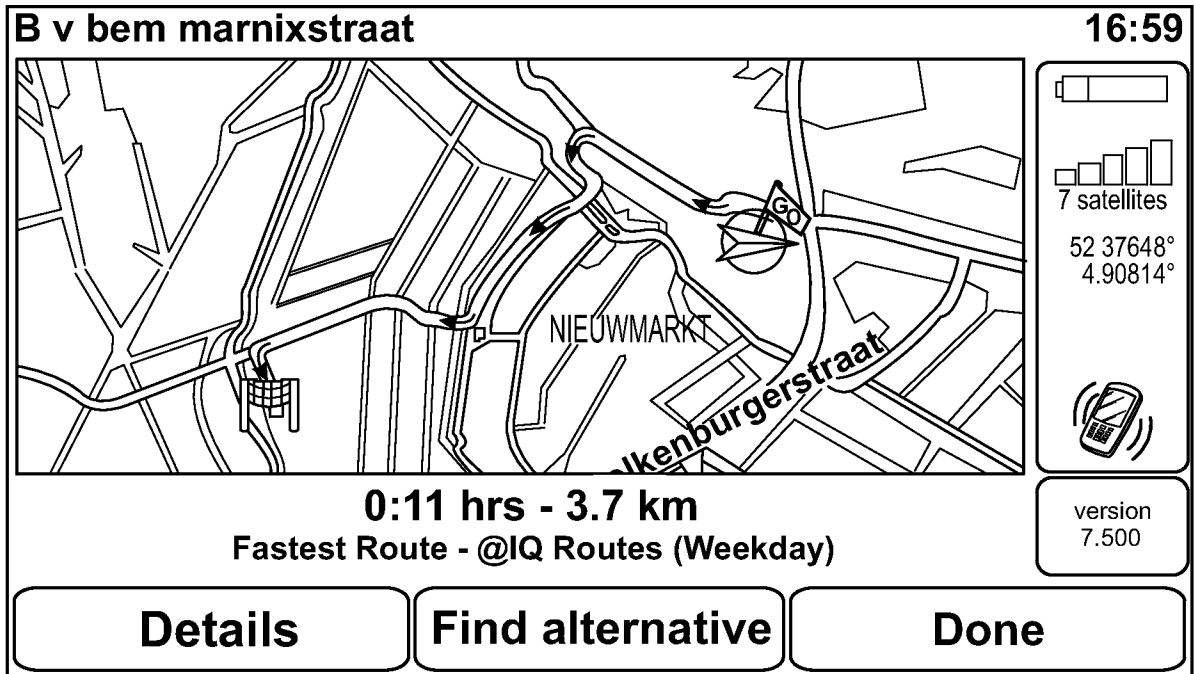 B v bem marnixstraat
16:59
7 satellites
52 37648°
4.90814°
GO
NIEUWMARKT
lkenburgerstraat
0:11 hrs - 3.7 km
Fastest Route - @IQ Routes (Weekday)
version
7.500
Details
Find alternative
Done